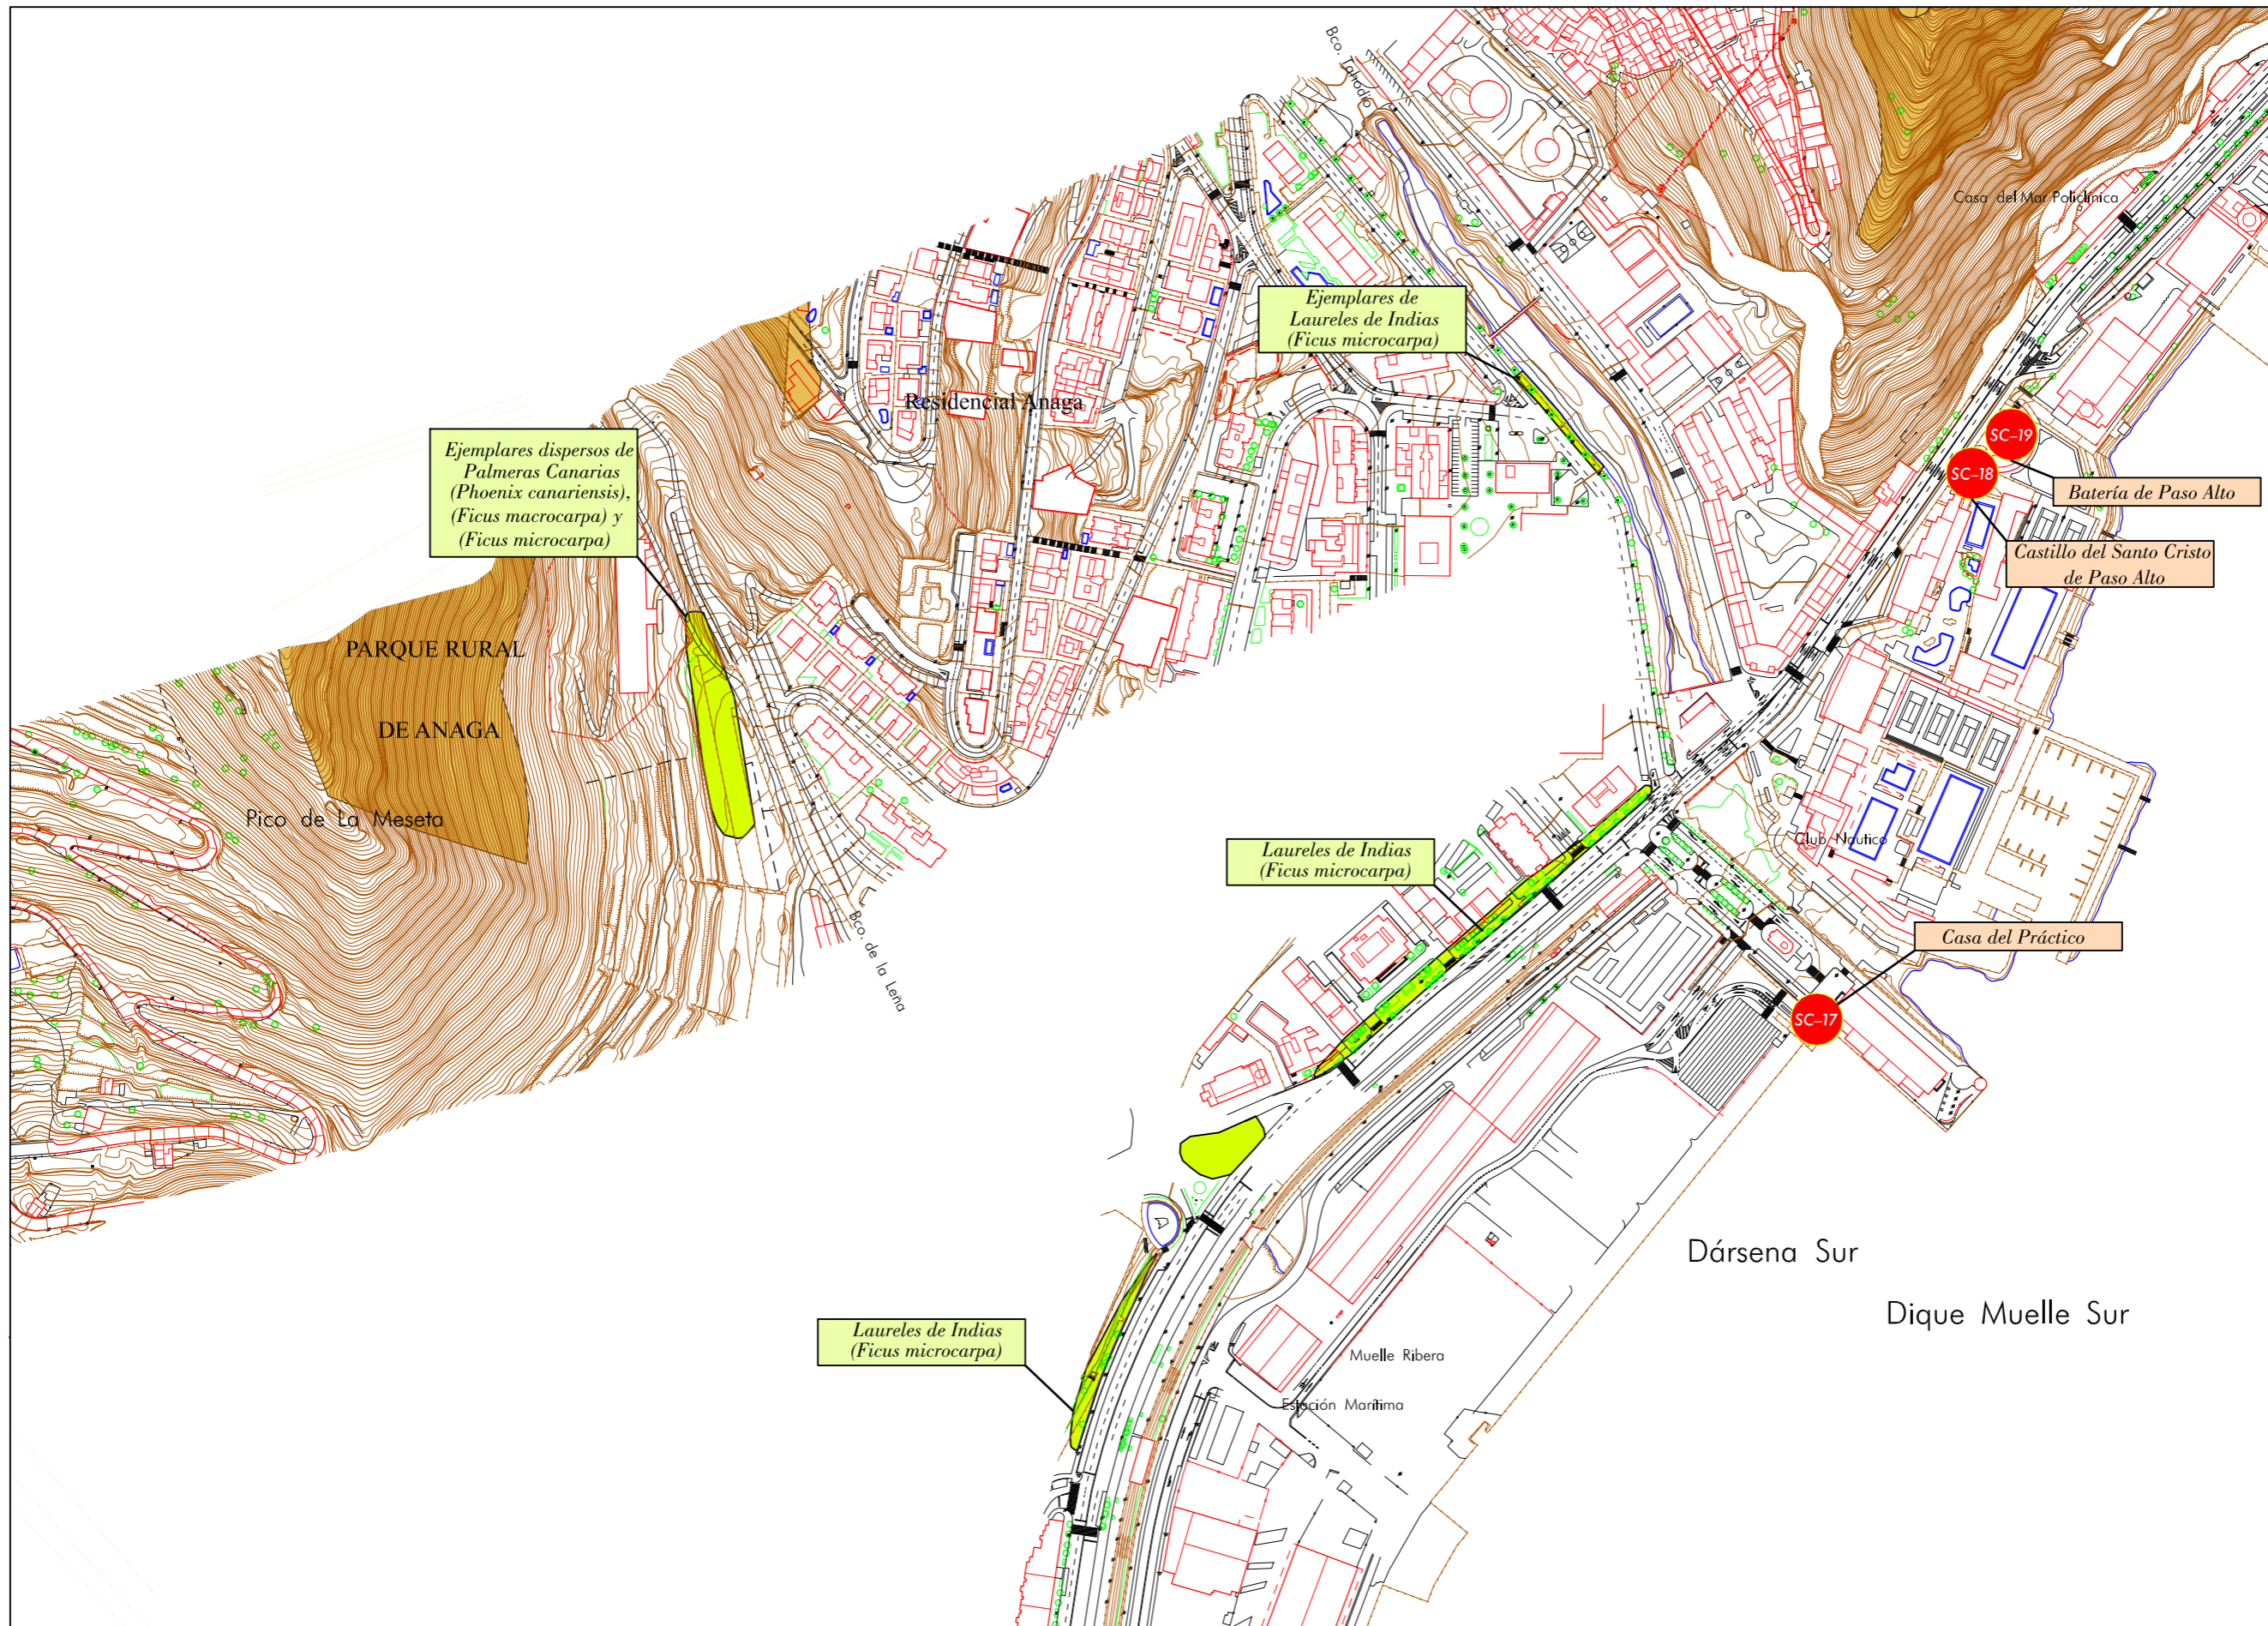 Bco. Tahodio
Casa del Mar Policlínica
Ejemplares de
Laureles de Indias
(Ficus microcarpa)
Residencial Anaga
Ejemplares dispersos de
Palmeras Canarias
(Phoenix canariensis),
(Ficus macrocarpa) y
(Ficus microcarpa)
SC-19
SC-18
Batería de Paso Alto
Castillo del Santo Cristo
de Paso Alto
PARQUE RURAL
DE ANAGA
Pico de La Meseta
Club Nautico
Laureles de Indias
(Ficus microcarpa)
Bco. de la Leña
Casa del Práctico
SC-17
Dársena Sur
Dique Muelle Sur
Laureles de Indias
(Ficus microcarpa)
Muelle Ribera
Estación Marítima